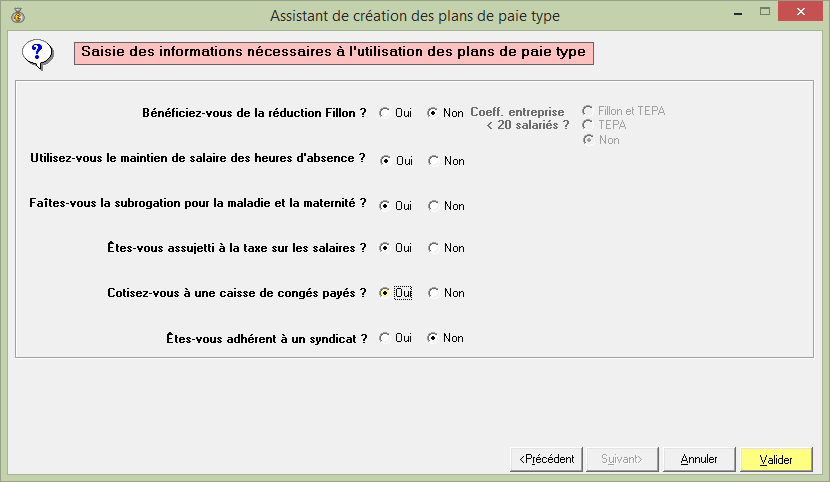 Assistant de création des plans de paie type
Saisie des informations nécessaires à l'utilisation des plans de paie type
Bénéficiez-vous de la réduction Fillon ? Oui Non Coeff. entreprise Fillon et TEPA
< 20 salariés ? TEPA
Non
Utilisez-vous le maintien de salaire des heures d'absence ? Oui Non
Faîtes-vous la subrogation pour la maladie et la maternité ? Oui Non
Êtes-vous assujetti à la taxe sur les salaires ? Oui Non
Cotisez-vous à une caisse de congés payés ? Oui Non
Êtes-vous adhérent à un syndicat ? Oui Non
<Précédent Suivant> Annuler Valider